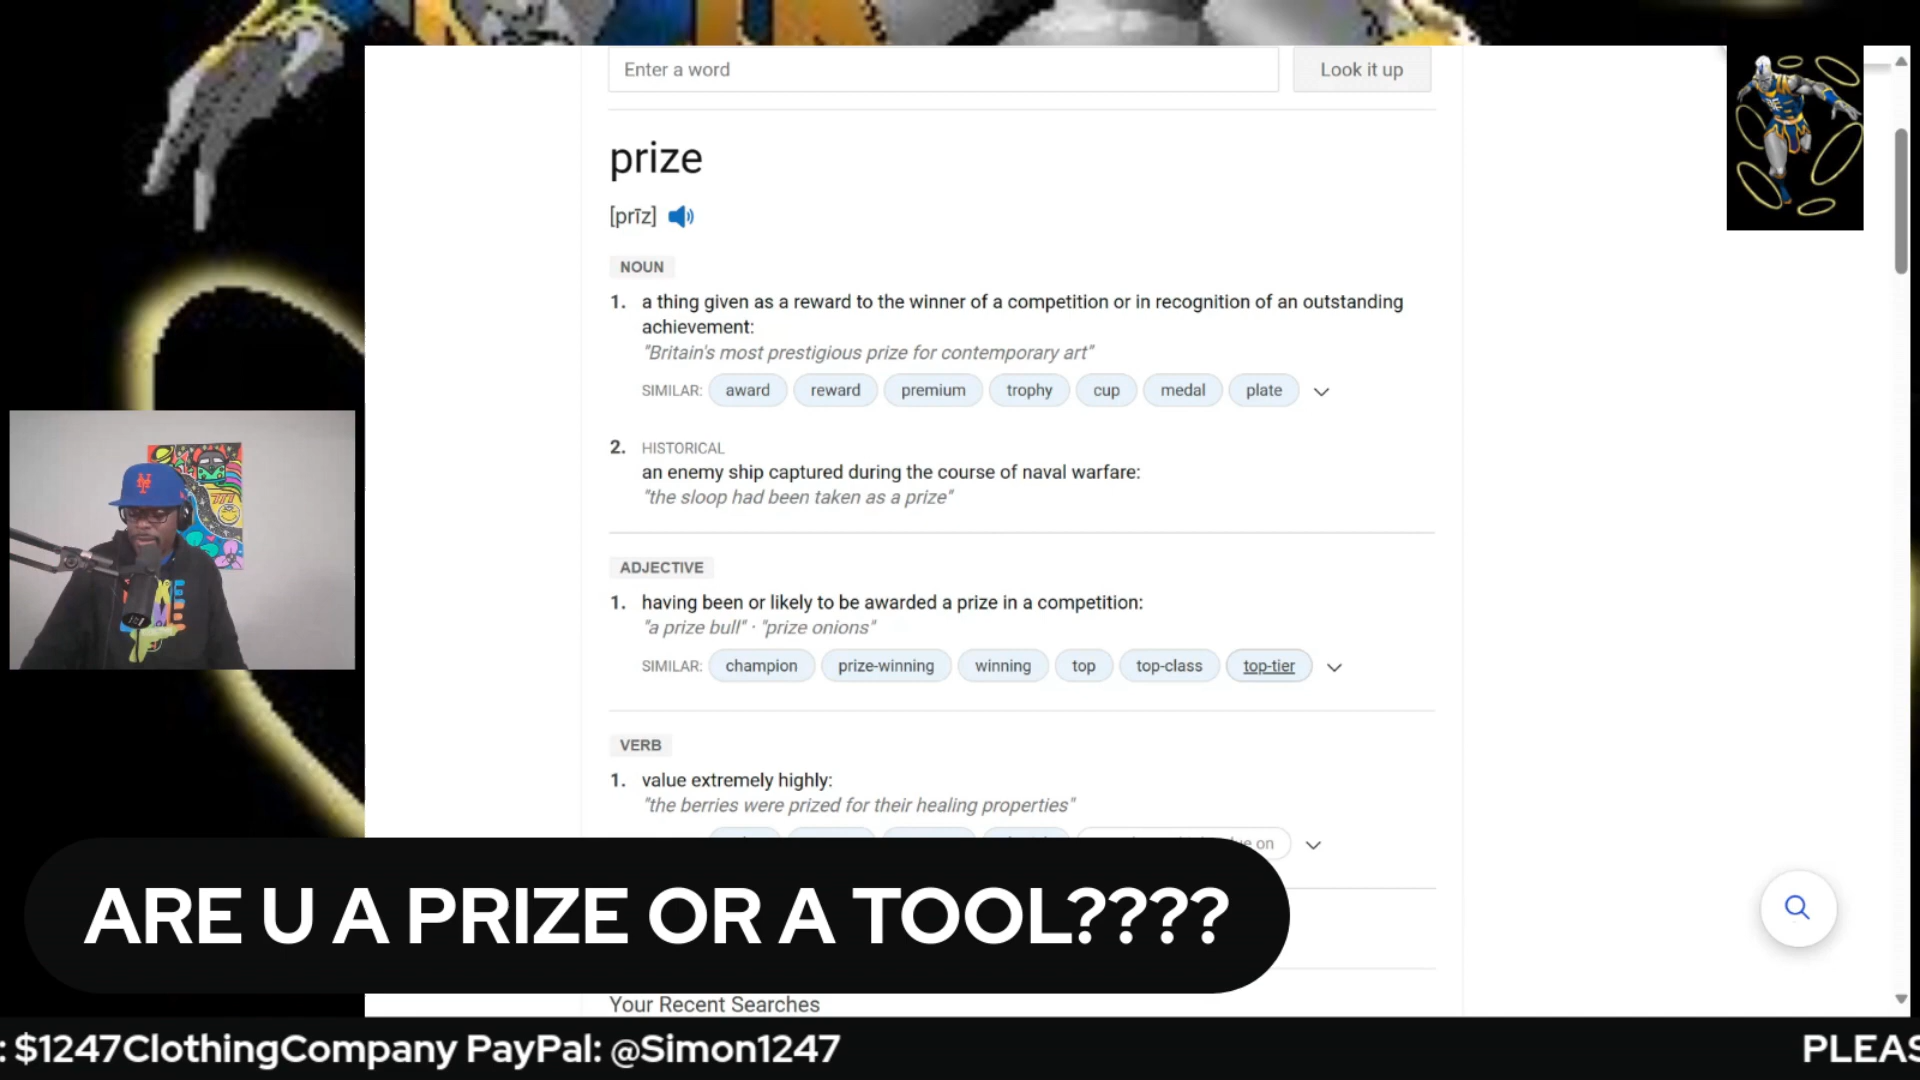 Enter a word
Look it up
prize
[prīz]
NOUN
1. a thing given as a reward to the winner of a competition or in recognition of an outstanding
achievement:
"Britain's most prestigious prize for contemporary art"
SIMILAR: award reward premium trophy cup medal plate
2. HISTORICAL
an enemy ship captured during the course of naval warfare:
"the sloop had been taken as a prize"
ADJECTIVE
1. having been or likely to be awarded a prize in a competition:
"a prize bull" · "prize onions"
SIMILAR: champion prize-winning winning top top-class top-tier
VERB
1. value extremely highly:
"the berries were prized for their healing properties"
on
ARE U A PRIZE OR A TOOL????
Your Recent Searches
: $1247ClothingCompany PayPal: @Simon1247
PLEAS